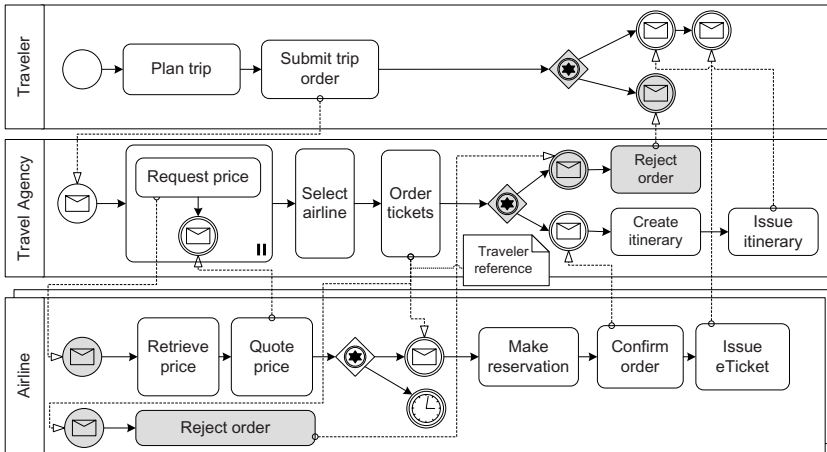 Traveler
Plan trip
Submit trip
order
Travel Agency
Request price
Select
airline
Order
tickets
Reject
order
Create
itinerary
Issue
itinerary
Traveler
reference
Airline
Retrieve
price
Quote
price
Make
reservation
Confirm
order
Issue
eTicket
Reject order